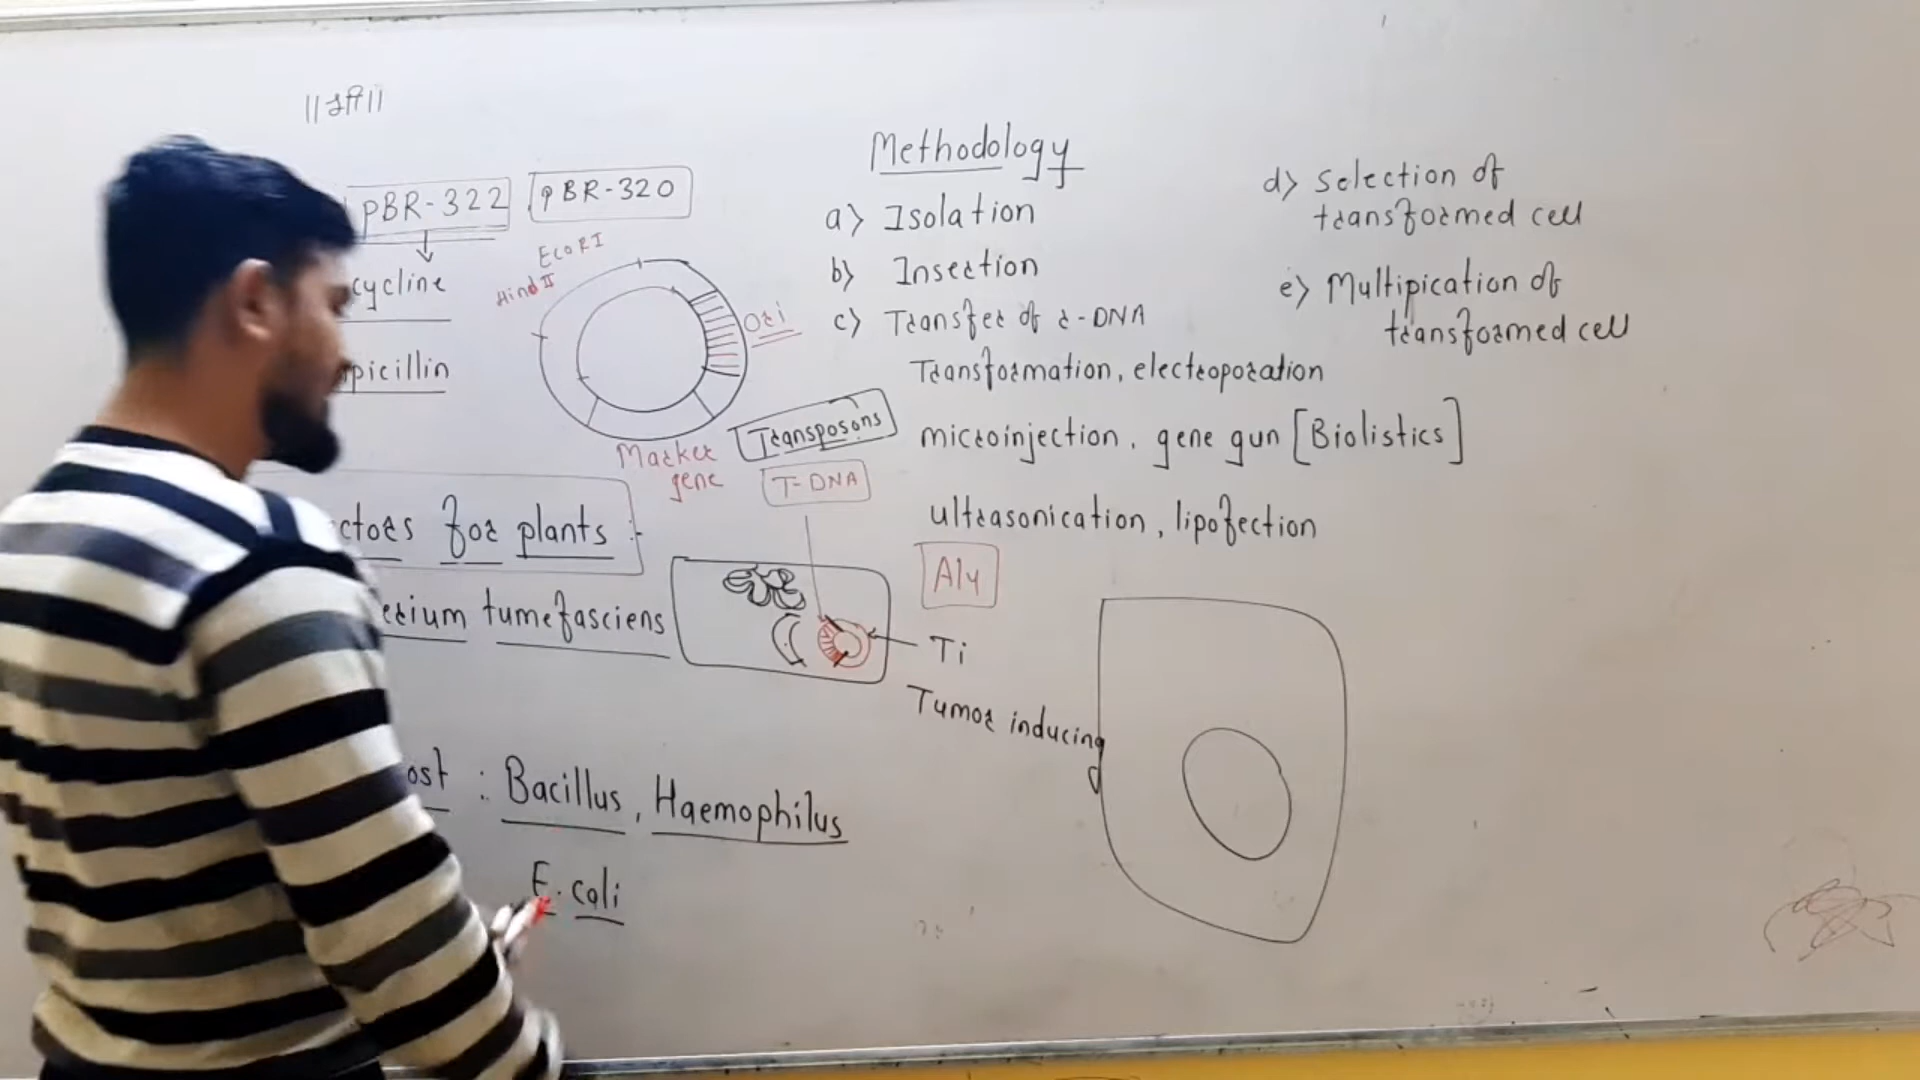 ||श्री||
pBR-322
pBR-320
cycline
picillin
EcoRI
Hind II
Ori
Marker
gene
Transposons
T-DNA
ctors for plants :-
erium tumefasciens
Ti
Tumor inducing
ost : Bacillus, Haemophilus
E. coli
Methodology
a) Isolation
b) Insertion
c) Transfer of r-DNA
Transformation, electroporation
microinjection, gene gun [Biolistics]
ultrasonication, lipofection
d) Selection of
transformed cell
e) Multipication of
transformed cell